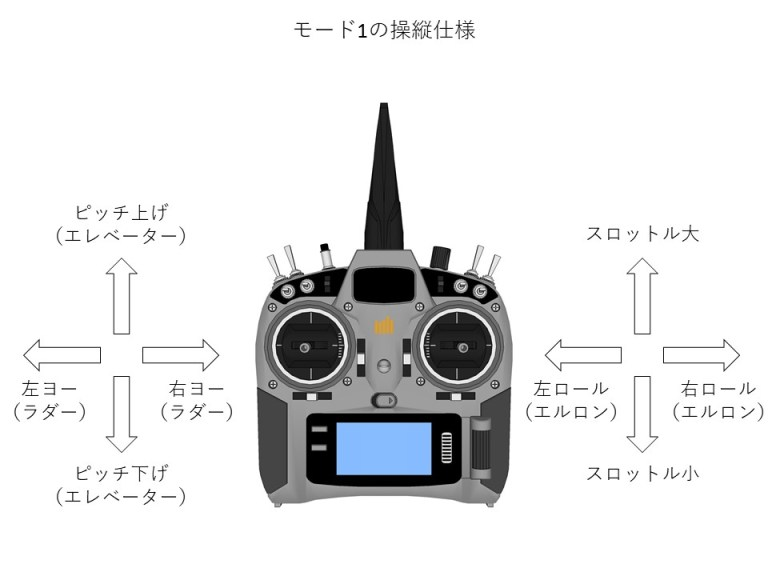 モード1の操縦仕様
ピッチ上げ
(エレベーター)
左ヨー
(ラダー)
右ヨー
(ラダー)
ピッチ下げ
(エレベーター)
スロットル大
左ロール
(エルロン)
右ロール
(エルロン)
スロットル小